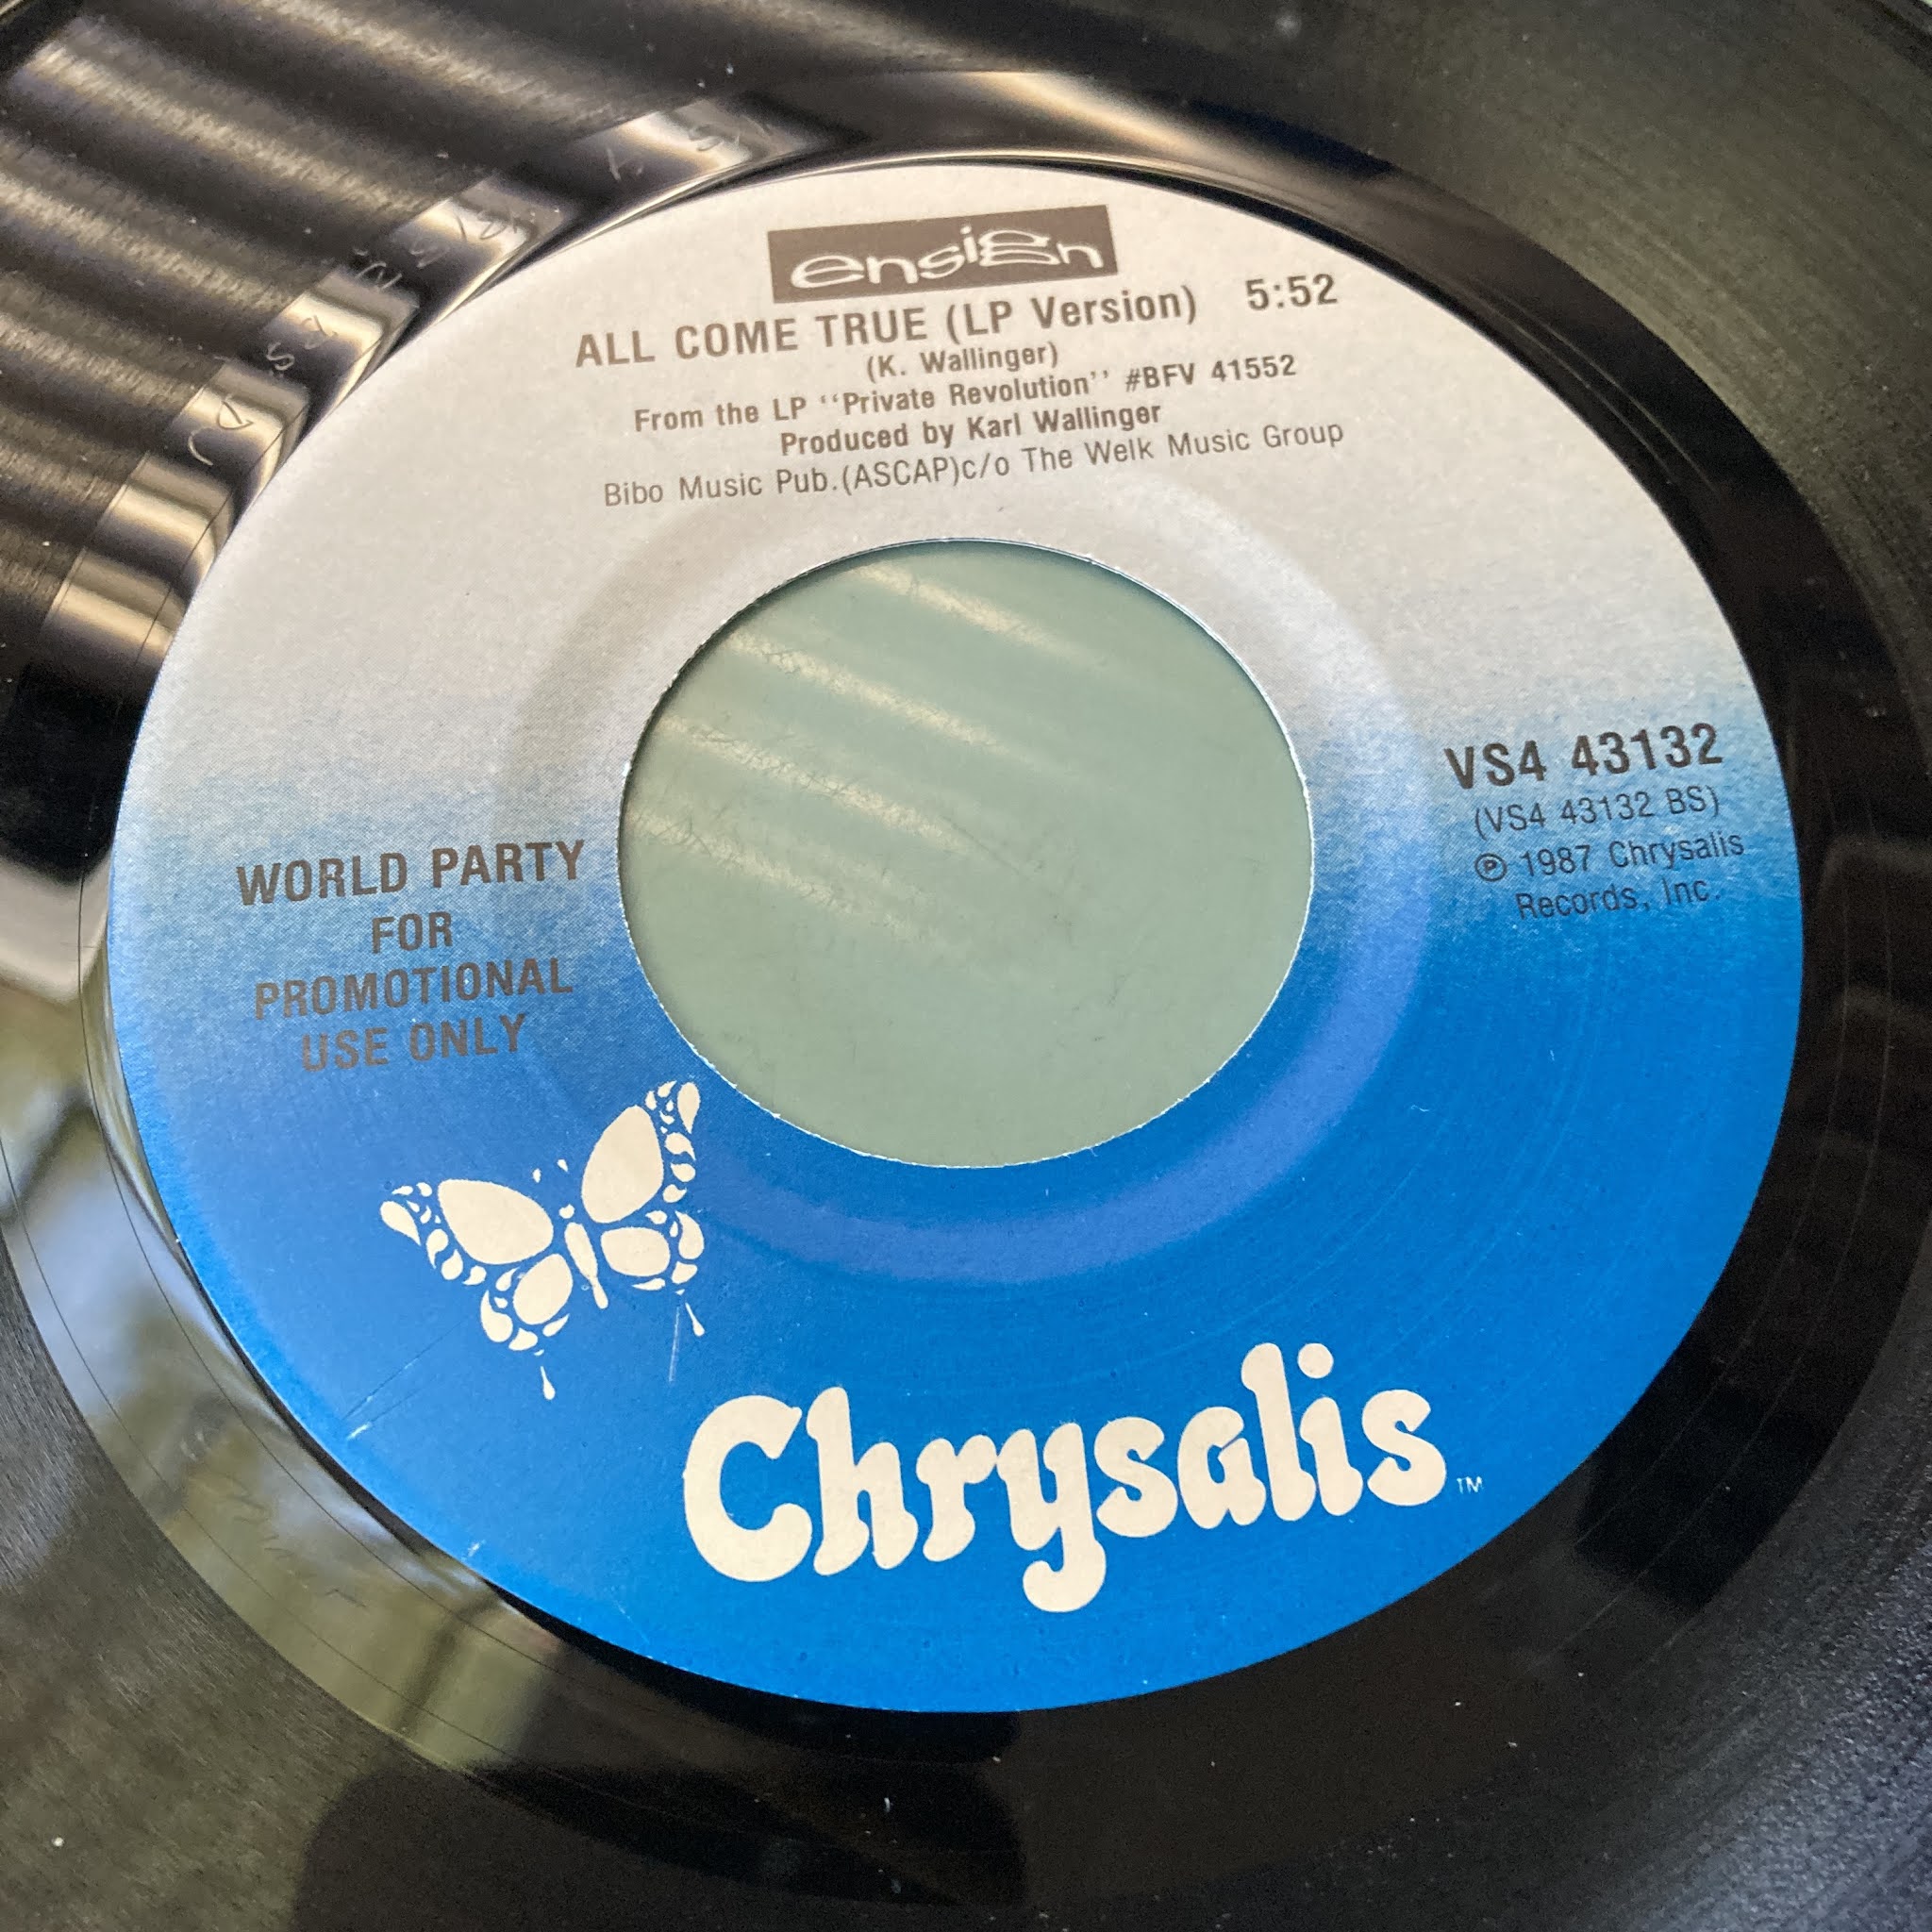 ensign
ALL COME TRUE (LP Version) 5:52
(K. Wallinger)
From the LP ‘‘Private Revolution’’ #BFV 41552
Produced by Karl Wallinger
Bibo Music Pub.(ASCAP)c/o The Welk Music Group
VS4 43132
(VS4 43132 BS)
℗ 1987 Chrysalis
Records, Inc.
WORLD PARTY
FOR
PROMOTIONAL
USE ONLY
Chrysalis TM